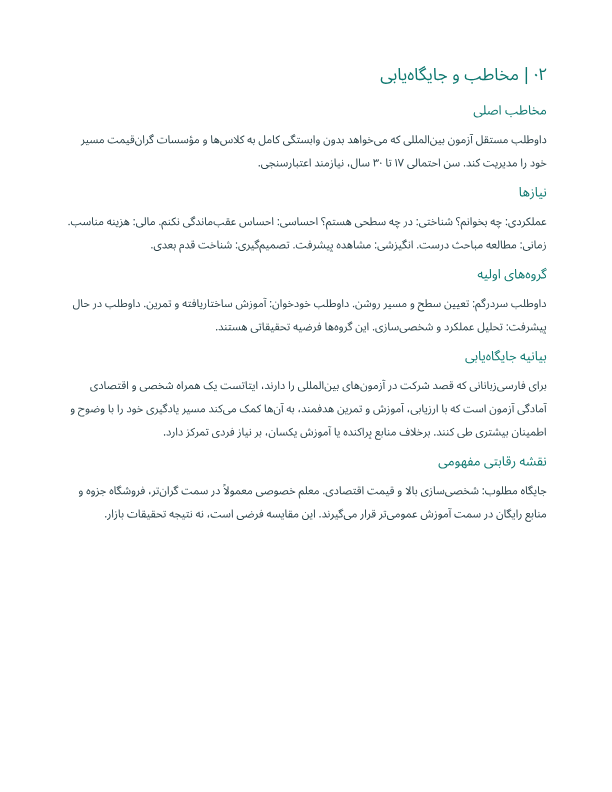 ۰۲ | مخاطب و جایگاه‌یابی
مخاطب اصلی
داوطلب مستقل آزمون بین‌المللی که می‌خواهد بدون وابستگی کامل به کلاس‌ها و مؤسسات گران‌قیمت مسیر
خود را مدیریت کند. سن احتمالی ۱۷ تا ۳۰ سال، نیازمند اعتبارسنجی.
نیازها
عملکردی: چه بخوانم؟ شناختی: در چه سطحی هستم؟ احساسی: احساس عقب‌ماندگی نکنم. مالی: هزینه مناسب.
زمانی: مطالعه مباحث درست. انگیزشی: مشاهده پیشرفت. تصمیم‌گیری: شناخت قدم بعدی.
گروه‌های اولیه
داوطلب سردرگم: تعیین سطح و مسیر روشن. داوطلب خودخوان: آموزش ساختاریافته و تمرین. داوطلب در حال
پیشرفت: تحلیل عملکرد و شخصی‌سازی. این گروه‌ها فرضیه تحقیقاتی هستند.
بیانیه جایگاه‌یابی
برای فارسی‌زبانانی که قصد شرکت در آزمون‌های بین‌المللی را دارند، ایتاتست یک همراه شخصی و اقتصادی
آمادگی آزمون است که با ارزیابی، آموزش و تمرین هدفمند، به آن‌ها کمک می‌کند مسیر یادگیری خود را با وضوح و
اطمینان بیشتری طی کنند. برخلاف منابع پراکنده یا آموزش یکسان، بر نیاز فردی تمرکز دارد.
نقشه رقابتی مفهومی
جایگاه مطلوب: شخصی‌سازی بالا و قیمت اقتصادی. معلم خصوصی معمولاً در سمت گران‌تر، فروشگاه جزوه و
منابع رایگان در سمت آموزش عمومی‌تر قرار می‌گیرند. این مقایسه فرضی است، نه نتیجه تحقیقات بازار.